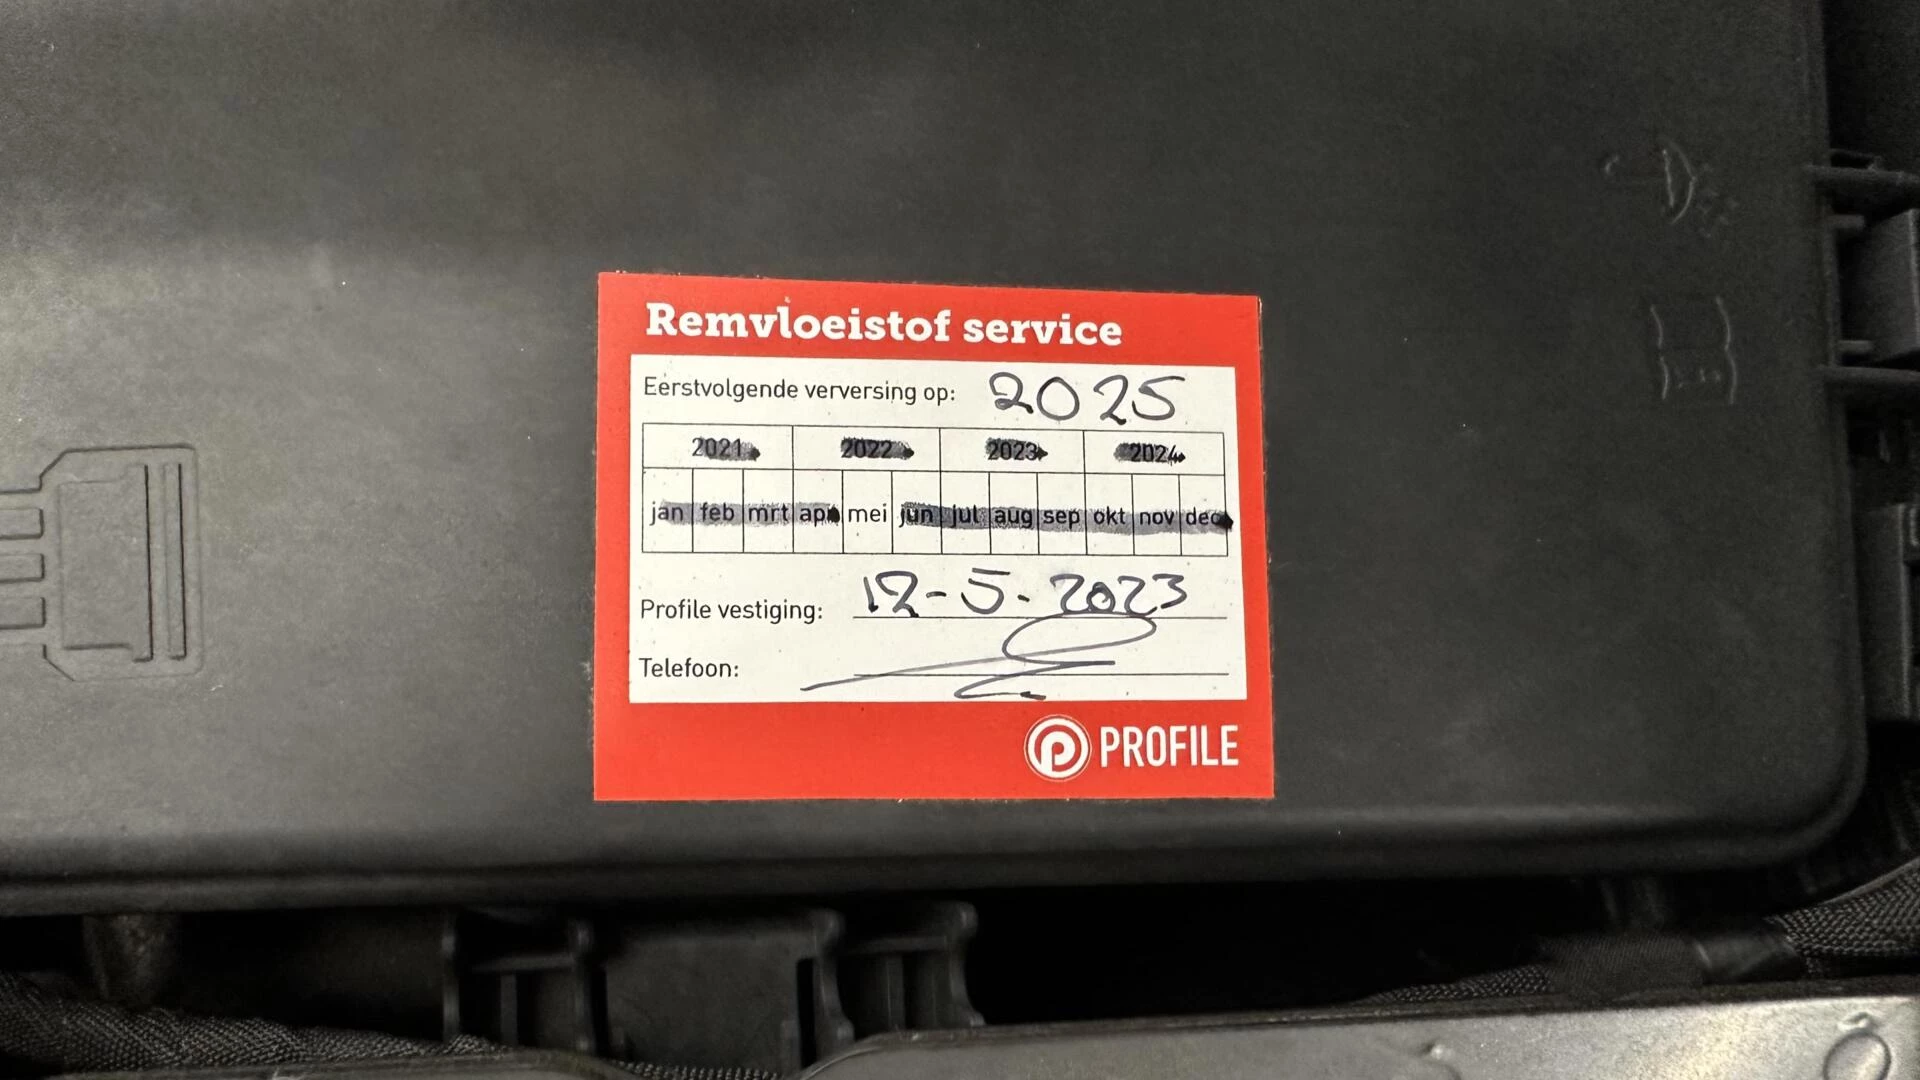 Remvloeistof service
Eerstvolgende verversing op: 2025
2021 2022 2023 2024
jan feb mrt apr mei jun jul aug sep okt nov dec
Profile vestiging: 12-5-2023
Telefoon:
PROFILE